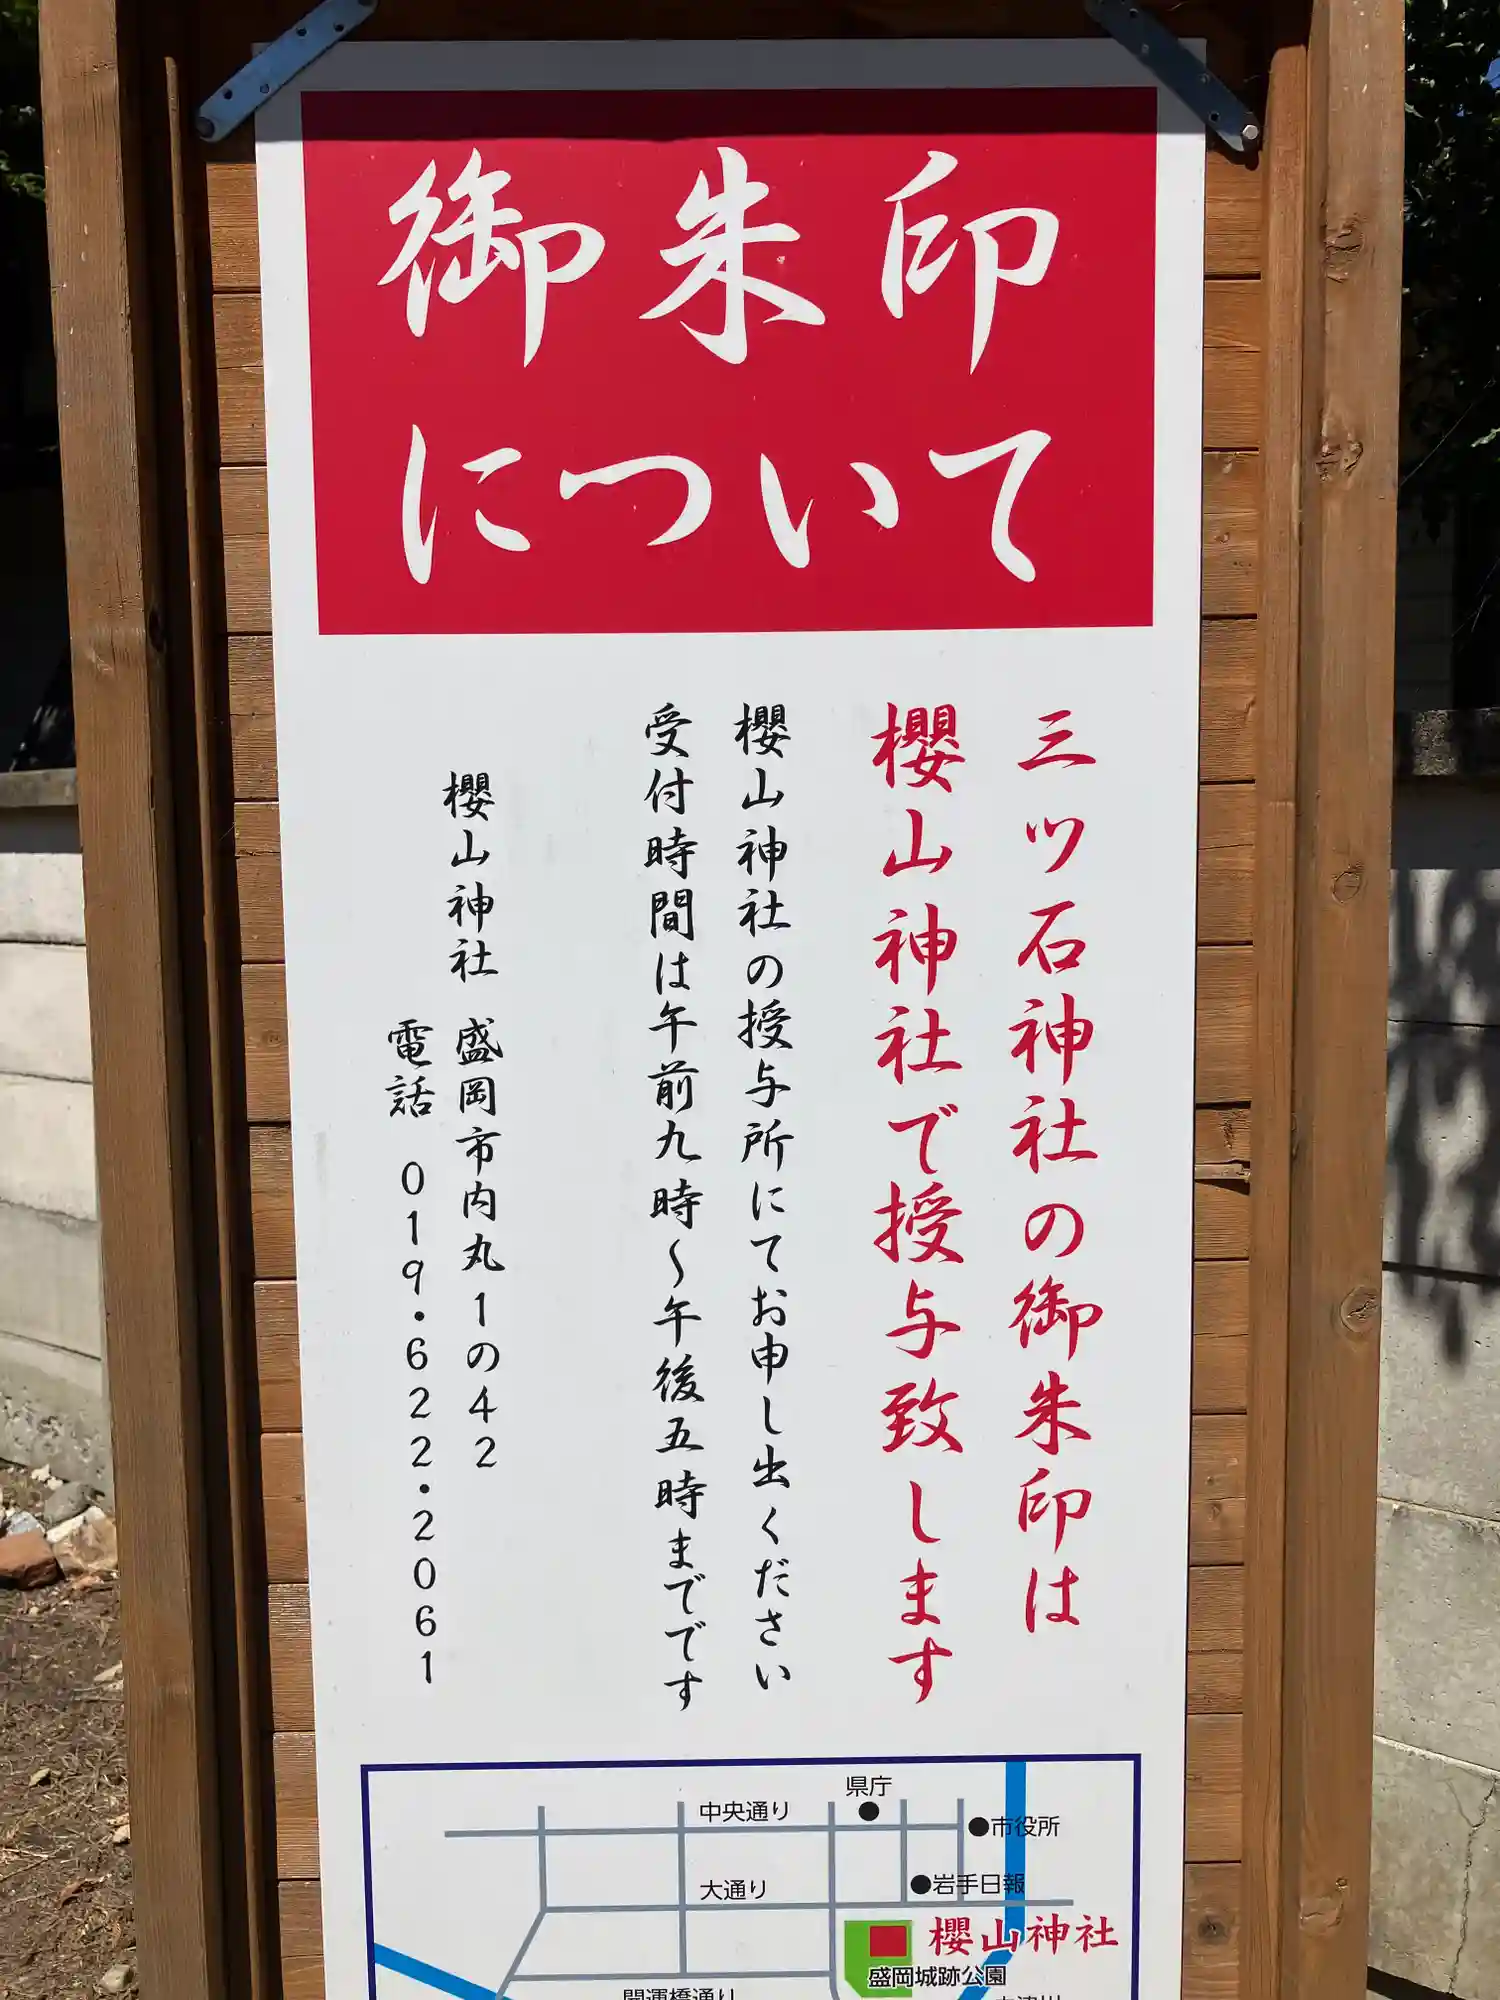 御朱印
について
三ツ石神社の御朱印は
櫻山神社で授与致します
櫻山神社の授与所にてお申し出ください
受付時間は午前九時～午後五時までです
櫻山神社 盛岡市内丸1の42
電話 019・622・2061
県庁
中央通り
市役所
大通り
岩手日報
櫻山神社
盛岡城跡公園
開運橋通り